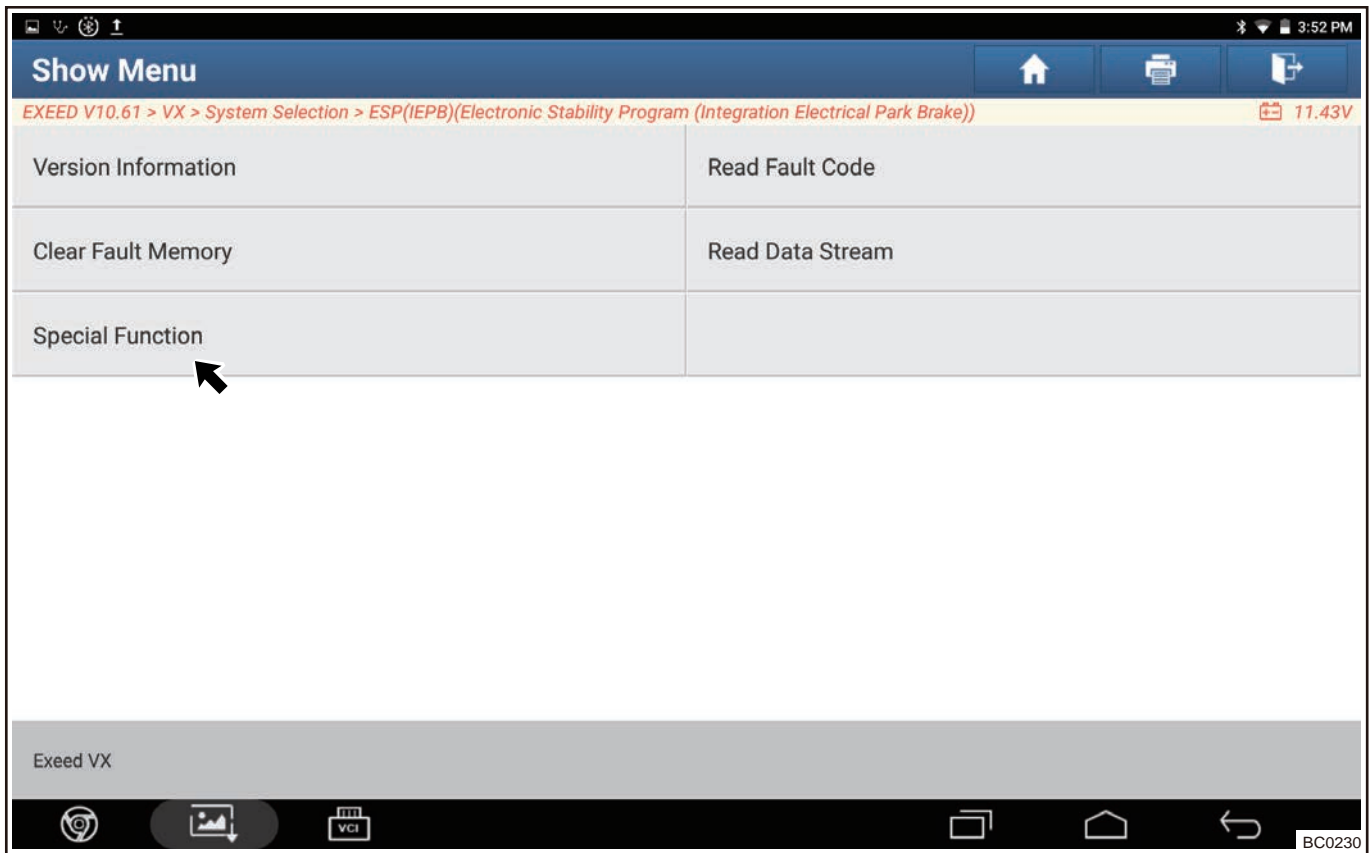 3:52 PM
Show Menu
EXEED V10.61 > VX > System Selection > ESP(IEPB)(Electronic Stability Program (Integration Electrical Park Brake))
11.43V
Version Information
Read Fault Code
Clear Fault Memory
Read Data Stream
Special Function
Exeed VX
VCI
BC0230